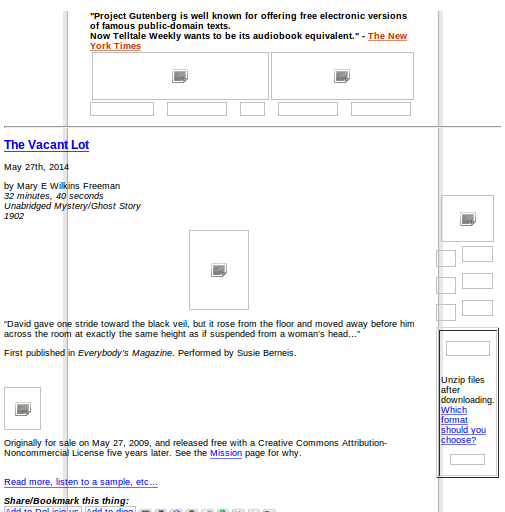 "Project Gutenberg is well known for offering free electronic versions
of famous public-domain texts.
Now Telltale Weekly wants to be its audiobook equivalent." - The New
York Times
The Vacant Lot
May 27th, 2014
by Mary E Wilkins Freeman
32 minutes, 40 seconds
Unabridged Mystery/Ghost Story
1902
“David gave one stride toward the black veil, but it rose from the floor and moved away before him
across the room at exactly the same height as if suspended from a woman's head…”
First published in Everybody's Magazine. Performed by Susie Berneis.
Originally for sale on May 27, 2009, and released free with a Creative Commons Attribution-
Noncommercial License five years later. See the Mission page for why.
Read more, listen to a sample, etc…
Share/Bookmark this thing:
Add to Del.icio.us Add to digg
Unzip files
after
downloading.
Which
format
should you
choose?